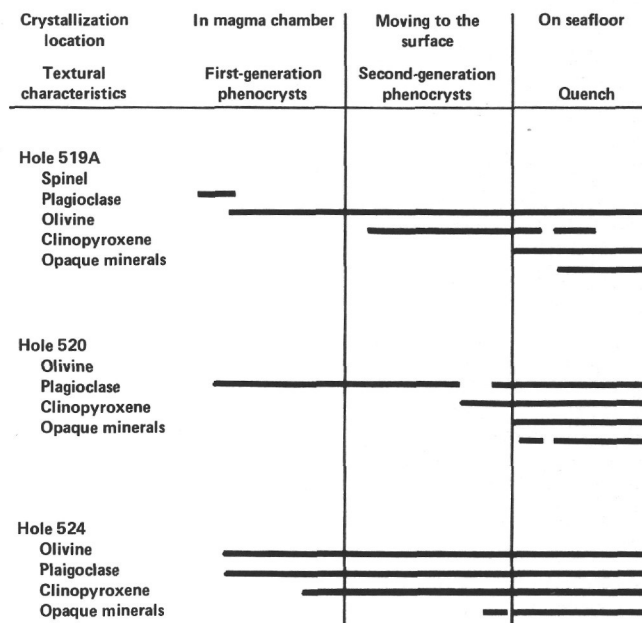 Crystallization location
In magma chamber
Moving to the surface
On seafloor
Textural characteristics
First-generation phenocrysts
Second-generation phenocrysts
Quench
Hole 519A
Spinel
Plagioclase
Olivine
Clinopyroxene
Opaque minerals
Hole 520
Olivine
Plagioclase
Clinopyroxene
Opaque minerals
Hole 524
Olivine
Plaigoclase
Clinopyroxene
Opaque minerals